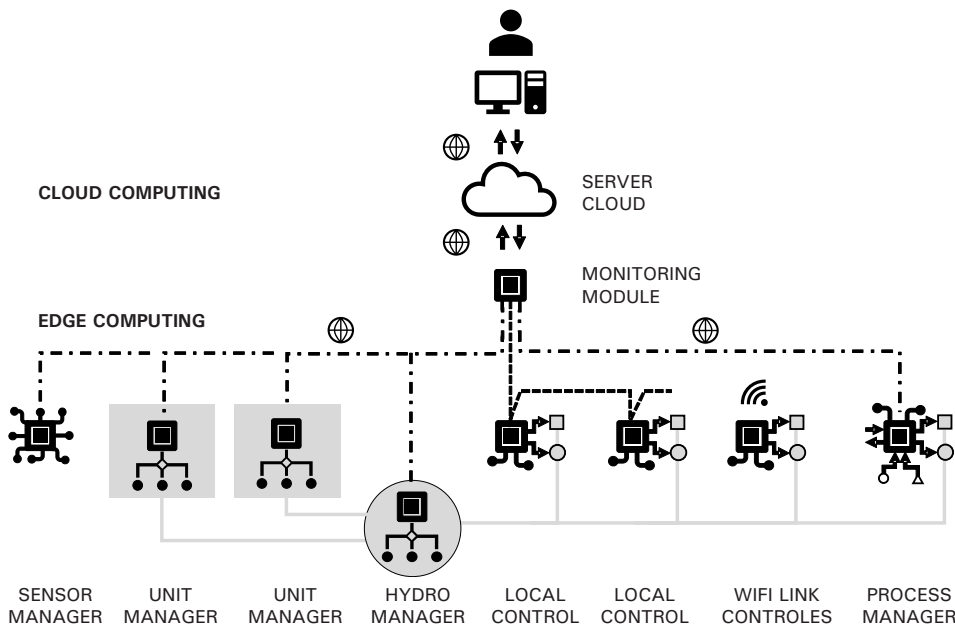 SERVER
CLOUD
CLOUD COMPUTING
MONITORING
MODULE
EDGE COMPUTING
SENSOR
MANAGER
UNIT
MANAGER
UNIT
MANAGER
HYDRO
MANAGER
LOCAL
CONTROL
LOCAL
CONTROL
WIFI LINK
CONTROLES
PROCESS
MANAGER